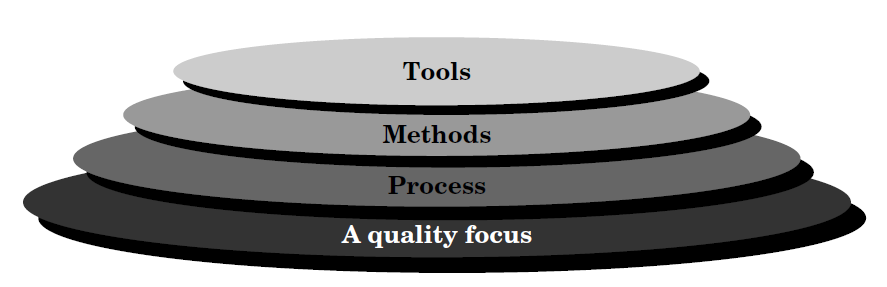 Tools
Methods
Process
A quality focus